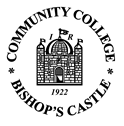 COMMUNITY COLLEGE
I R
1922
* BISHOP'S CASTLE *